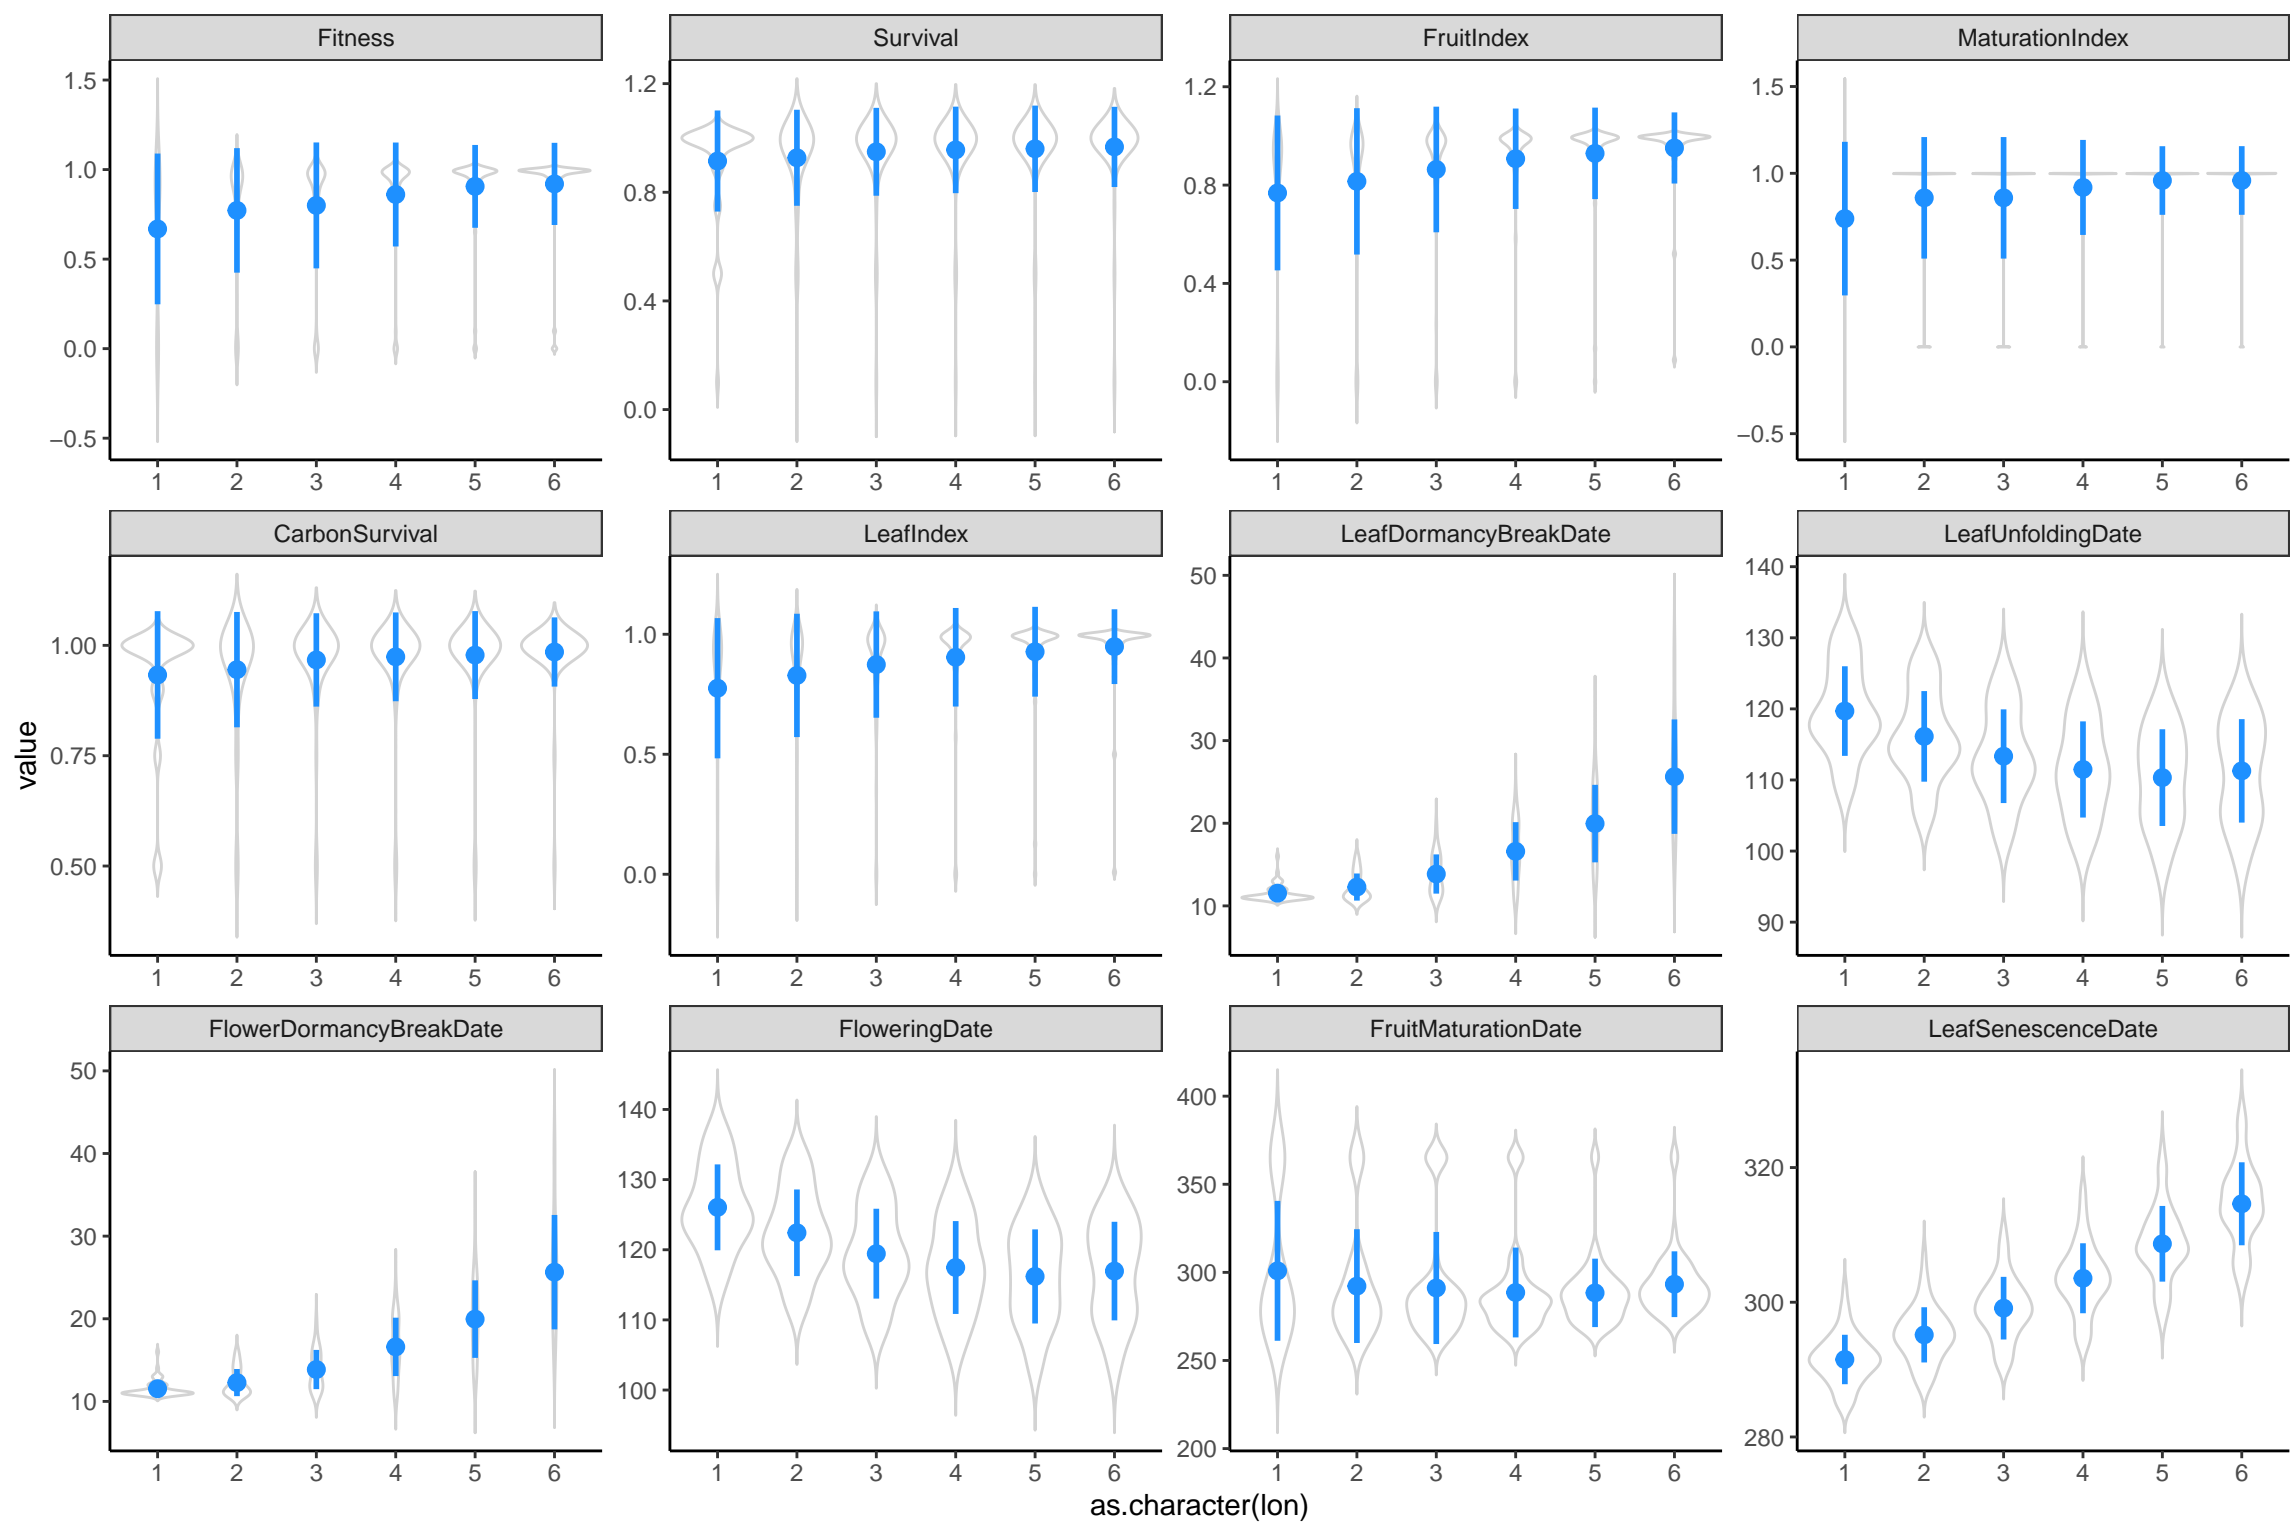 Fitness Survival FruitIndex MaturationIndex
1.5 1.0 0.5 0.0 −0.5
1.2 0.8 0.4 0.0
1.2 0.8 0.4 0.0
1.5 1.0 0.5 0.0 −0.5
1 2 3 4 5 6 1 2 3 4 5 6 1 2 3 4 5 6 1 2 3 4 5 6
CarbonSurvival LeafIndex LeafDormancyBreakDate LeafUnfoldingDate
1.00 0.75 0.50
1.0 0.5 0.0
50 40 30 20 10
140 130 120 110 100 90
value
1 2 3 4 5 6 1 2 3 4 5 6 1 2 3 4 5 6 1 2 3 4 5 6
FlowerDormancyBreakDate FloweringDate FruitMaturationDate LeafSenescenceDate
50 40 30 20 10
140 130 120 110 100
400 350 300 250 200
320 300 280
1 2 3 4 5 6 1 2 3 4 5 6 1 2 3 4 5 6 1 2 3 4 5 6
as.character(lon)